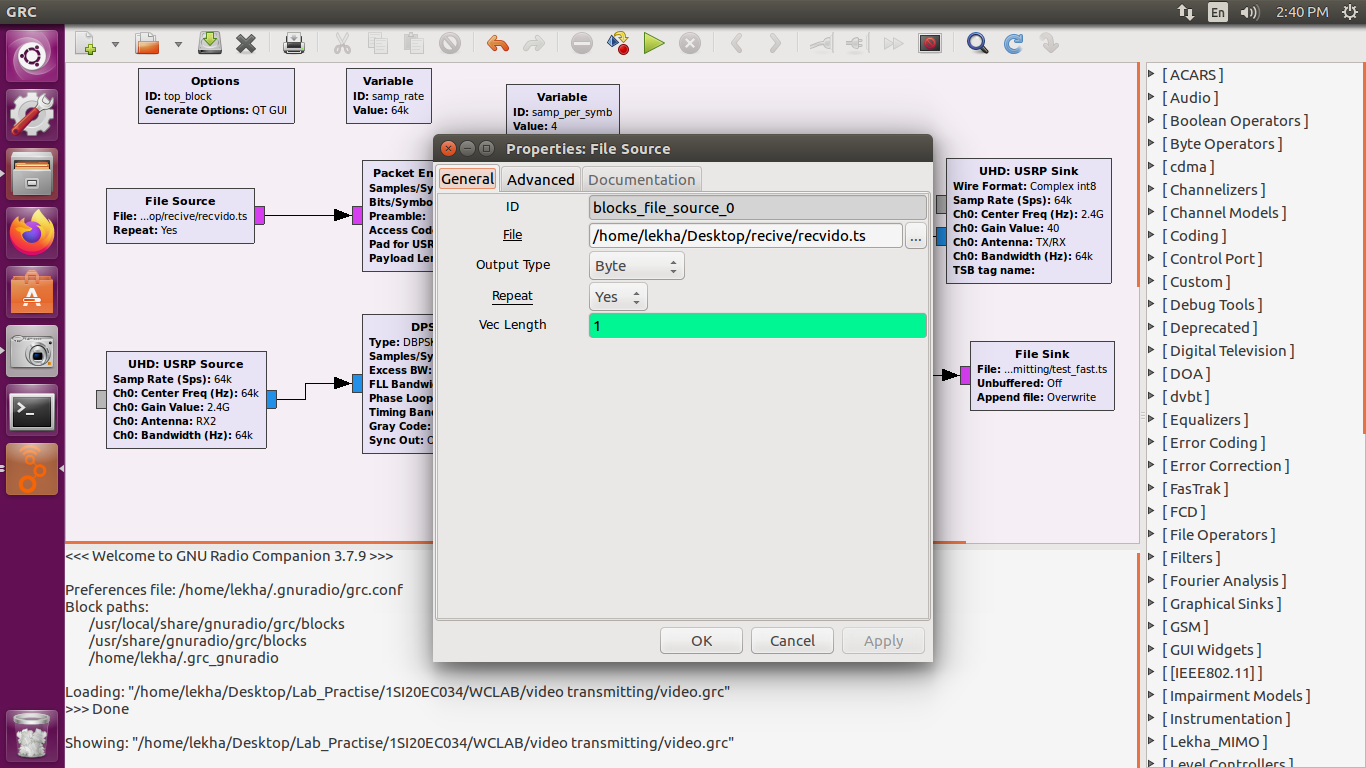 GRC
En
2:40 PM
Options
ID: top_block
Generate Options: QT GUI
Variable
ID: samp_rate
Value: 64k
Variable
ID: samp_per_symb
Value: 4
File Source
File: ...op/recive/recvido.ts
Repeat: Yes
Packet En
Samples/Sy
Bits/Symbo
Preamble:
Access Code
Pad for USR
Payload Len
UHD: USRP Sink
Wire Format: Complex int8
Samp Rate (Sps): 64k
Ch0: Center Freq (Hz): 2.4G
Ch0: Gain Value: 40
Ch0: Antenna: TX/RX
Ch0: Bandwidth (Hz): 64k
TSB tag name:
UHD: USRP Source
Samp Rate (Sps): 64k
Ch0: Center Freq (Hz): 64k
Ch0: Gain Value: 2.4G
Ch0: Antenna: RX2
Ch0: Bandwidth (Hz): 64k
DPS
Type: DBPSK
Samples/Sy
Excess BW:
FLL Bandwi
Phase Loop
Timing Band
Gray Code:
Sync Out: O
File Sink
File: ...mitting/test_fast.ts
Unbuffered: Off
Append file: Overwrite
Properties: File Source
General
Advanced
Documentation
ID
blocks_file_source_0
File
/home/lekha/Desktop/recive/recvido.ts
...
Output Type
Byte
Repeat
Yes
Vec Length
1
OK
Cancel
Apply
<<< Welcome to GNU Radio Companion 3.7.9 >>>
Preferences file: /home/lekha/.gnuradio/grc.conf
Block paths:
/usr/local/share/gnuradio/grc/blocks
/usr/share/gnuradio/grc/blocks
/home/lekha/.grc_gnuradio
Loading: "/home/lekha/Desktop/Lab_Practise/1SI20EC034/WCLAB/video transmitting/video.grc"
>>> Done
Showing: "/home/lekha/Desktop/Lab_Practise/1SI20EC034/WCLAB/video transmitting/video.grc"
[ ACARS ]
[ Audio ]
[ Boolean Operators ]
[ Byte Operators ]
[ cdma ]
[ Channelizers ]
[ Channel Models ]
[ Coding ]
[ Control Port ]
[ Custom ]
[ Debug Tools ]
[ Deprecated ]
[ Digital Television ]
[ DOA ]
[ dvbt ]
[ Equalizers ]
[ Error Coding ]
[ Error Correction ]
[ FasTrak ]
[ FCD ]
[ File Operators ]
[ Filters ]
[ Fourier Analysis ]
[ Graphical Sinks ]
[ GSM ]
[ GUI Widgets ]
[ [IEEE802.11] ]
[ Impairment Models ]
[ Instrumentation ]
[ Lekha_MIMO ]
[ Level Controllers ]